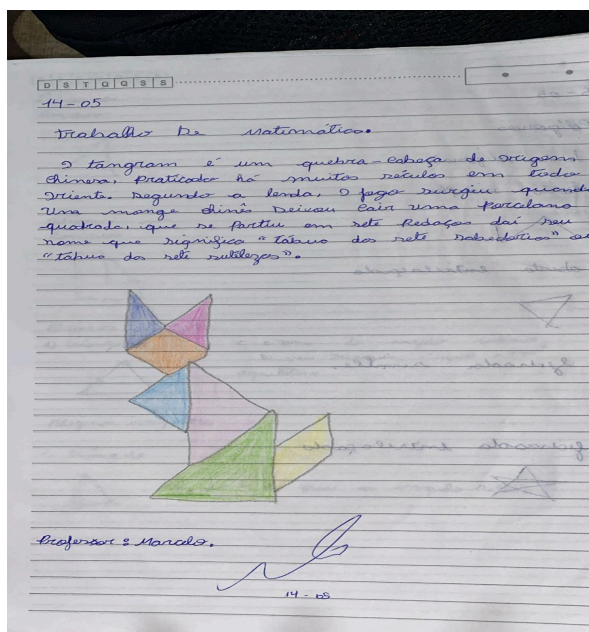 D S T Q Q S S
14-05
Trabalho De Matemático.
O tangram é um quebra-cabeça de origem
chinesa, Praticado há muitos séculos em todo
Oriente. Segundo a lenda, O jogo surgiu quando
Um monge chinês Deixou Cair uma Porcelana
quadrada, que se Partiu em sete Pedaços daí seu
nome que significa "tábua das sete sabedorias" ou
"tábua das sete sutilezas".
Professor: Marcelo.
14-05